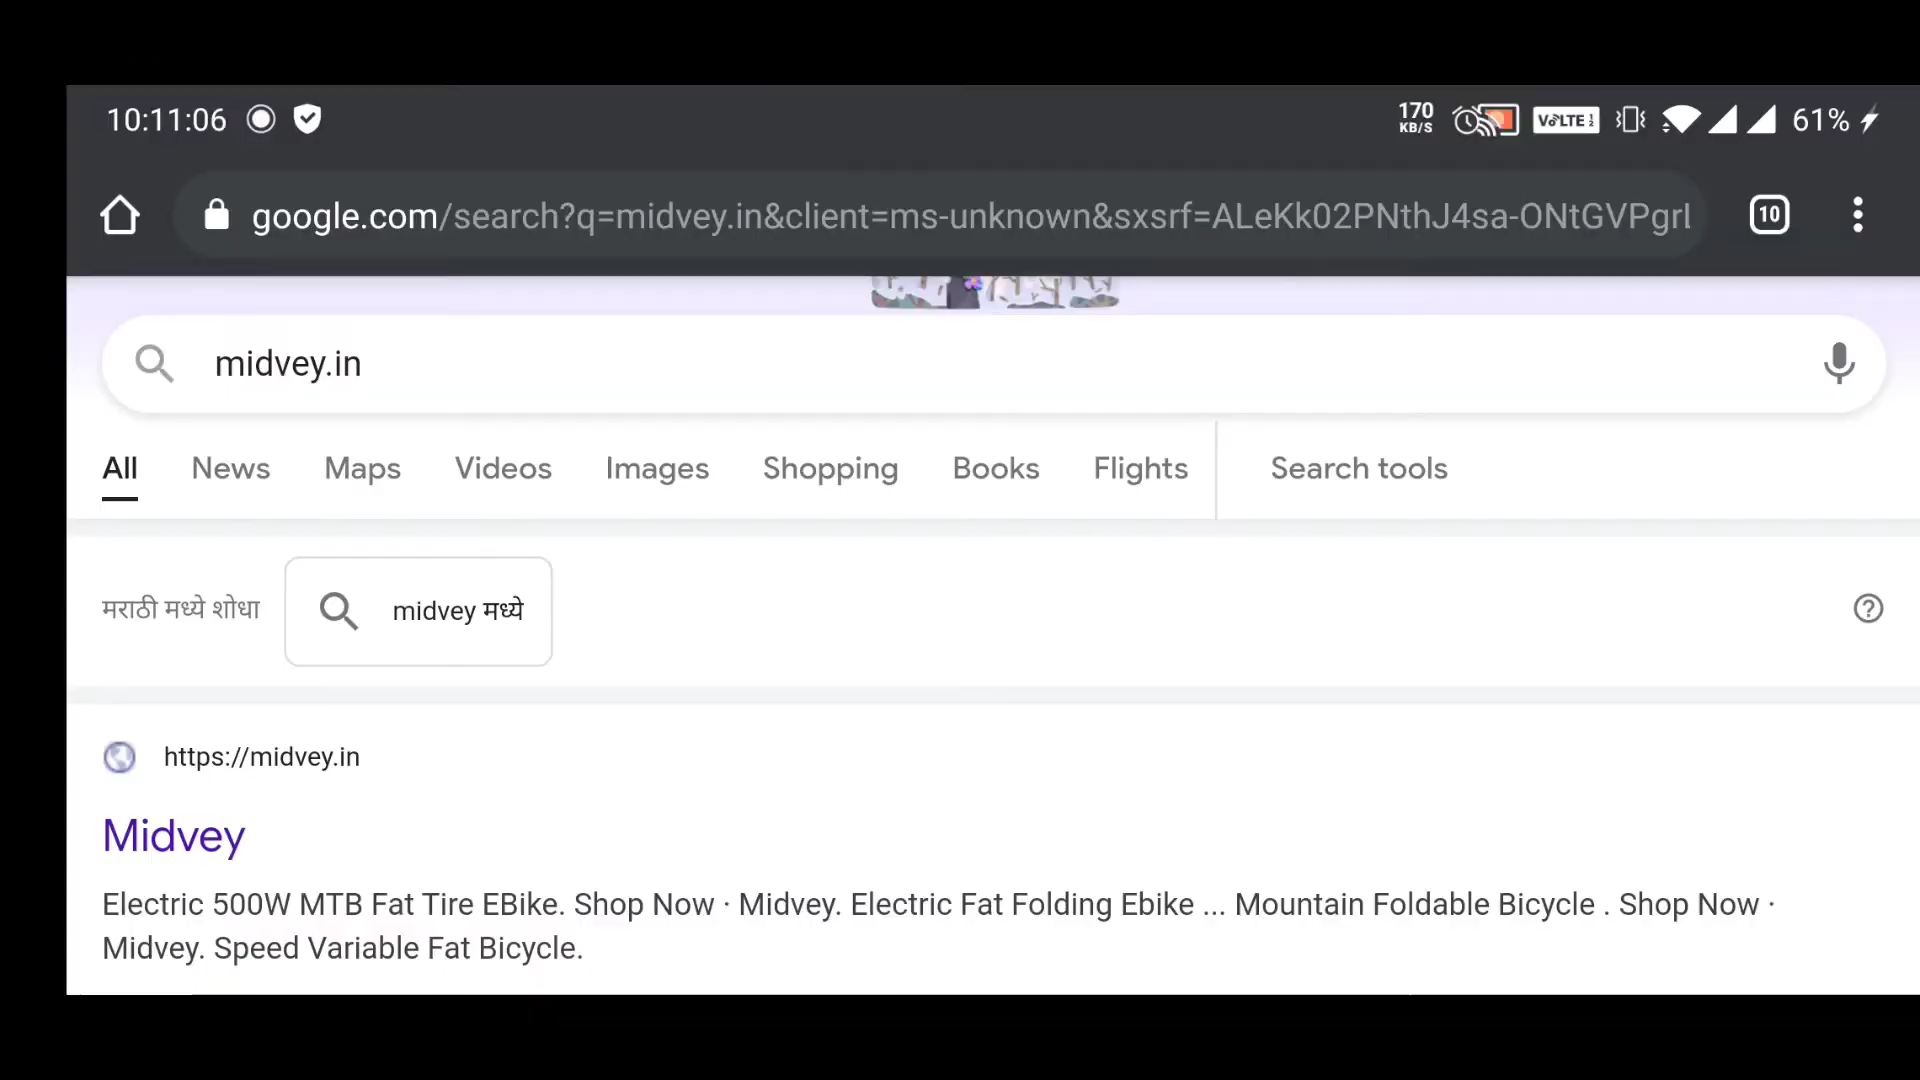 10:11:06 170 KB/S VoLTE 2 61%
google.com/search?q=midvey.in&client=ms-unknown&sxsrf=ALeKk02PNthJ4sa-ONtGVPgrl 10
midvey.in
All News Maps Videos Images Shopping Books Flights Search tools
मराठी मध्ये शोधा midvey मध्ये
https://midvey.in
Midvey
Electric 500W MTB Fat Tire EBike. Shop Now · Midvey. Electric Fat Folding Ebike ... Mountain Foldable Bicycle . Shop Now ·
Midvey. Speed Variable Fat Bicycle.